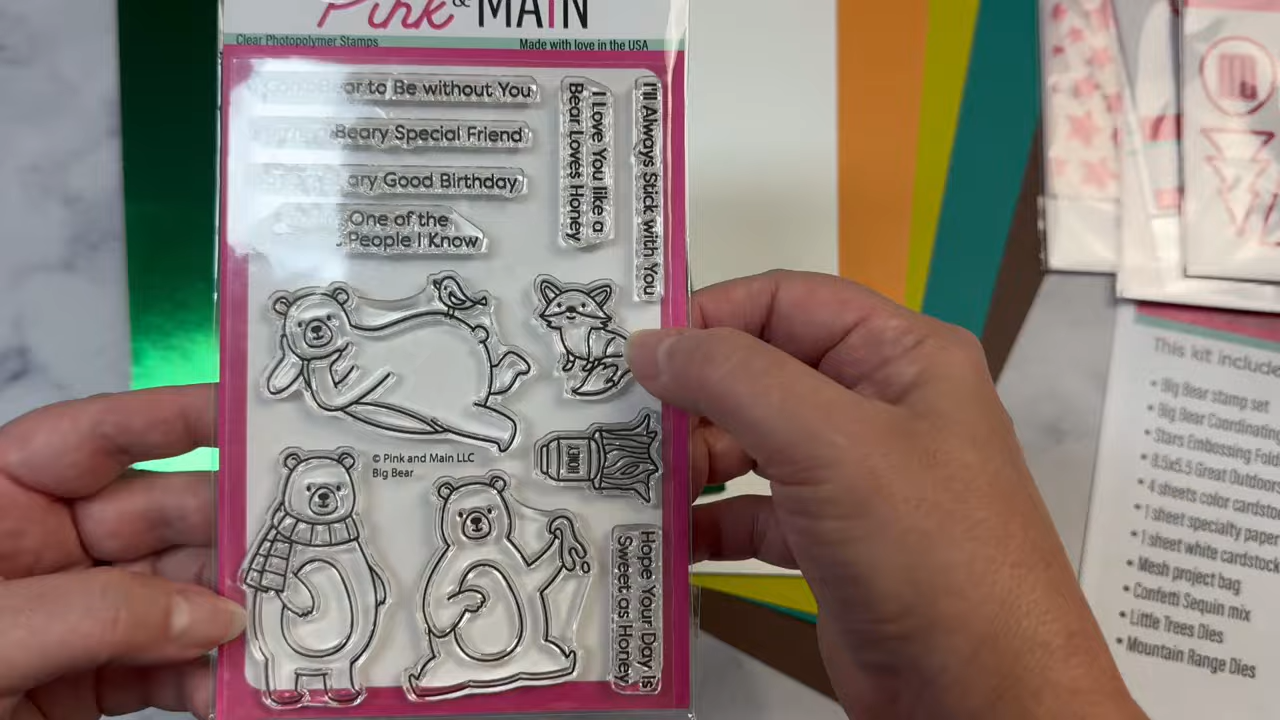 Pink & MAIN
Clear Photopolymer Stamps
Made with love in the USA
Bear to Be without You
Beary Special Friend
Good Birthday
One of the
People I Know
I Love You like a
Bear Loves Honey
I'll Always Stick with You
HONEY
© Pink and Main LLC
Big Bear
Hope Your Day Is
Sweet as Honey
This kit include
• Big Bear stamp set
• Big Bear Coordinating
• Stars Embossing Fold
• 8.5x5.5 Great Outdoors
• 4 sheets color cardsto
• 1 sheet specialty paper
• 1 sheet white cardstoc
• Mesh project bag
• Confetti Sequin mix
• Little Trees Dies
• Mountain Range Dies